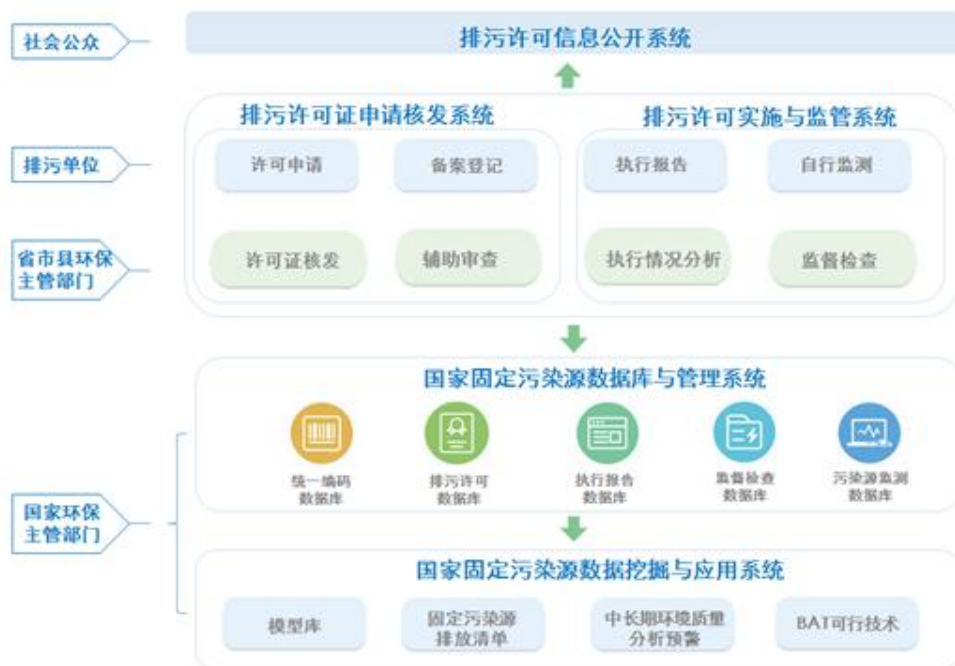 社会公众
排污许可信息公开系统
排污许可证申请核发系统
排污许可实施与监管系统
排污单位
许可申请
备案登记
执行报告
自行监测
省市县环保
主管部门
许可证核发
辅助审查
执行情况分析
监督检查
国家固定污染源数据库与管理系统
统一编码
数据库
排污许可
数据库
执行报告
数据库
监督检查
数据库
污染源监测
数据库
国家环保
主管部门
国家固定污染源数据挖掘与应用系统
模型库
固定污染源
排放清单
中长期环境质量
分析预警
BAT可行技术